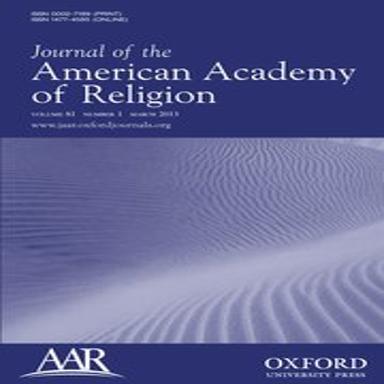 ISSN 0002-7189 (PRINT)
ISSN 1477-4585 (ONLINE)
Journal of the
American Academy
of Religion
VOLUME 81 NUMBER 1 MARCH 2013
www.jaar.oxfordjournals.org
AAR
OXFORD
UNIVERSITY PRESS